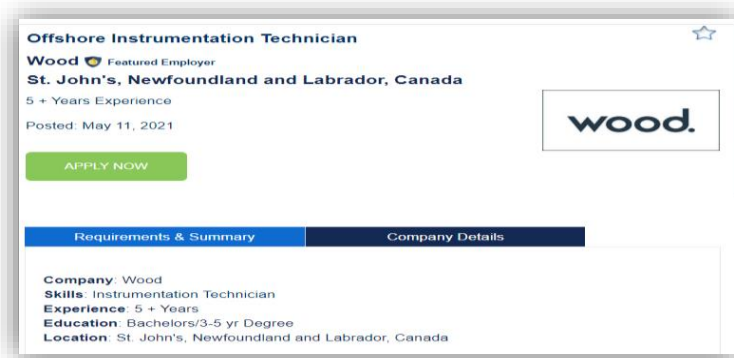 Offshore Instrumentation Technician
Wood Featured Employer
St. John's, Newfoundland and Labrador, Canada
5 + Years Experience
Posted: May 11, 2021
wood.
APPLY NOW
Requirements & Summary Company Details
Company: Wood
Skills: Instrumentation Technician
Experience: 5 + Years
Education: Bachelors/3-5 yr Degree
Location: St. John's, Newfoundland and Labrador, Canada